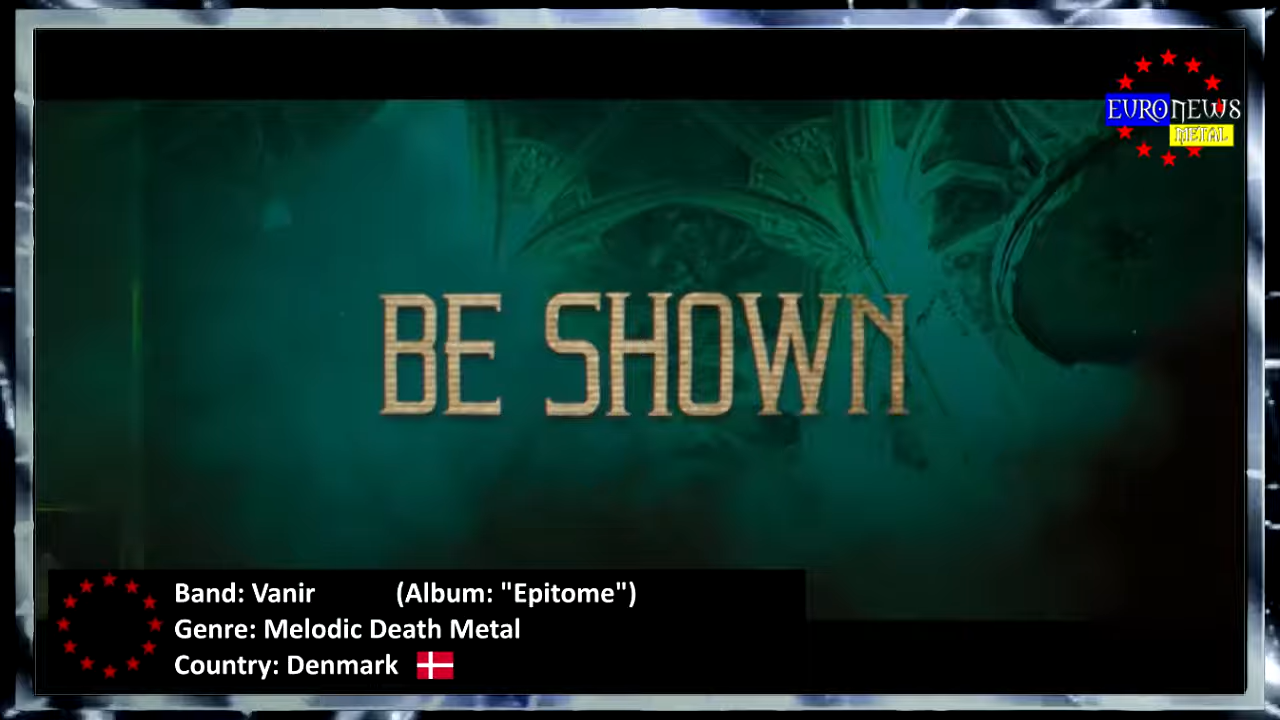 EURONEWS
METAL
BE SHOWN
Band: Vanir (Album: "Epitome")
Genre: Melodic Death Metal
Country: Denmark